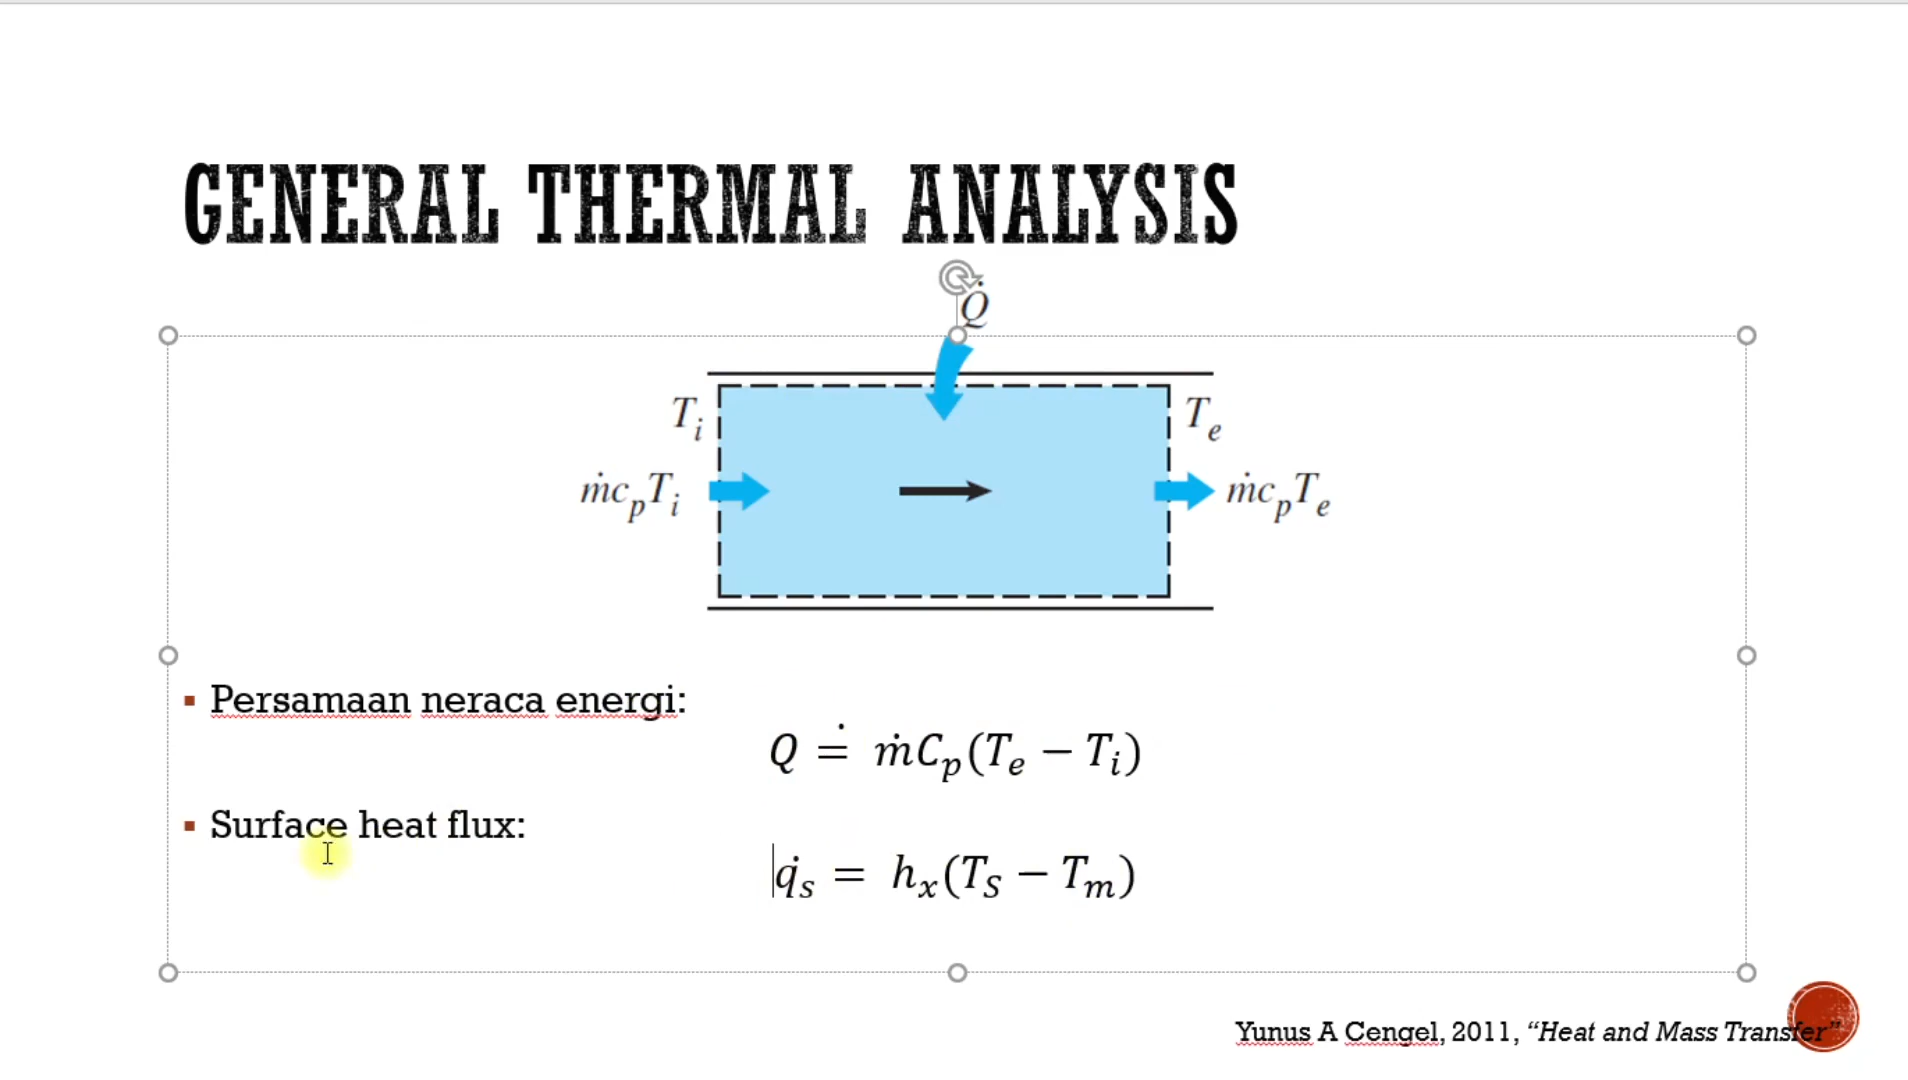 GENERAL THERMAL ANALYSIS
Q̇
Tᵢ
Tₑ
ṁcₚTᵢ
ṁcₚTₑ
▪ Persamaan neraca energi:
Q ≐ ṁCₚ(Tₑ − Tᵢ)
▪ Surface heat flux:
q̇ₛ = hₓ(T_S − Tₘ)
Yunus A Cengel, 2011, “Heat and Mass Transfer”